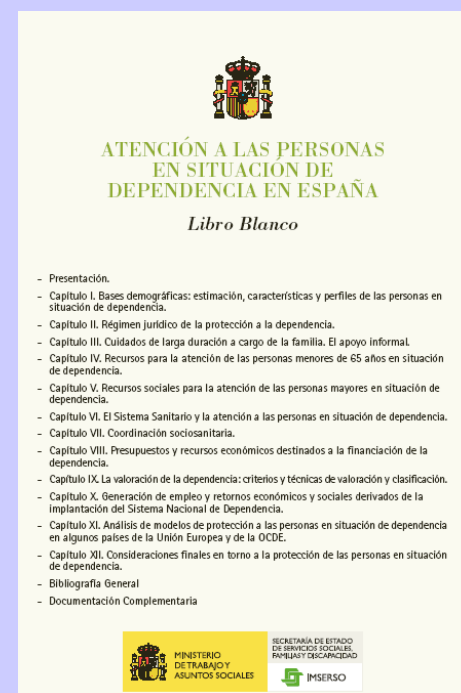 ATENCIÓN A LAS PERSONAS
EN SITUACIÓN DE
DEPENDENCIA EN ESPAÑA
Libro Blanco
- Presentación.
- Capítulo I. Bases demográficas: estimación, características y perfiles de las personas en
situación de dependencia.
- Capítulo II. Régimen jurídico de la protección a la dependencia.
- Capítulo III. Cuidados de larga duración a cargo de la familia. El apoyo informal.
- Capítulo IV. Recursos para la atención de las personas menores de 65 años en situación
de dependencia.
- Capítulo V. Recursos sociales para la atención de las personas mayores en situación de
dependencia.
- Capítulo VI. El Sistema Sanitario y la atención a las personas en situación de dependencia.
- Capítulo VII. Coordinación sociosanitaria.
- Capítulo VIII. Presupuestos y recursos económicos destinados a la financiación de la
dependencia.
- Capítulo IX. La valoración de la dependencia: criterios y técnicas de valoración y clasificación.
- Capítulo X. Generación de empleo y retornos económicos y sociales derivados de la
implantación del Sistema Nacional de Dependencia.
- Capítulo XI. Análisis de modelos de protección a las personas en situación de dependencia
en algunos países de la Unión Europea y de la OCDE.
- Capítulo XII. Consideraciones finales en torno a la protección de las personas en situación
de dependencia.
- Bibliografía General
- Documentación Complementaria
MINISTERIO
DE TRABAJO Y
ASUNTOS SOCIALES
SECRETARÍA DE ESTADO
DE SERVICIOS SOCIALES,
FAMILIAS Y DISCAPACIDAD
IMSERSO